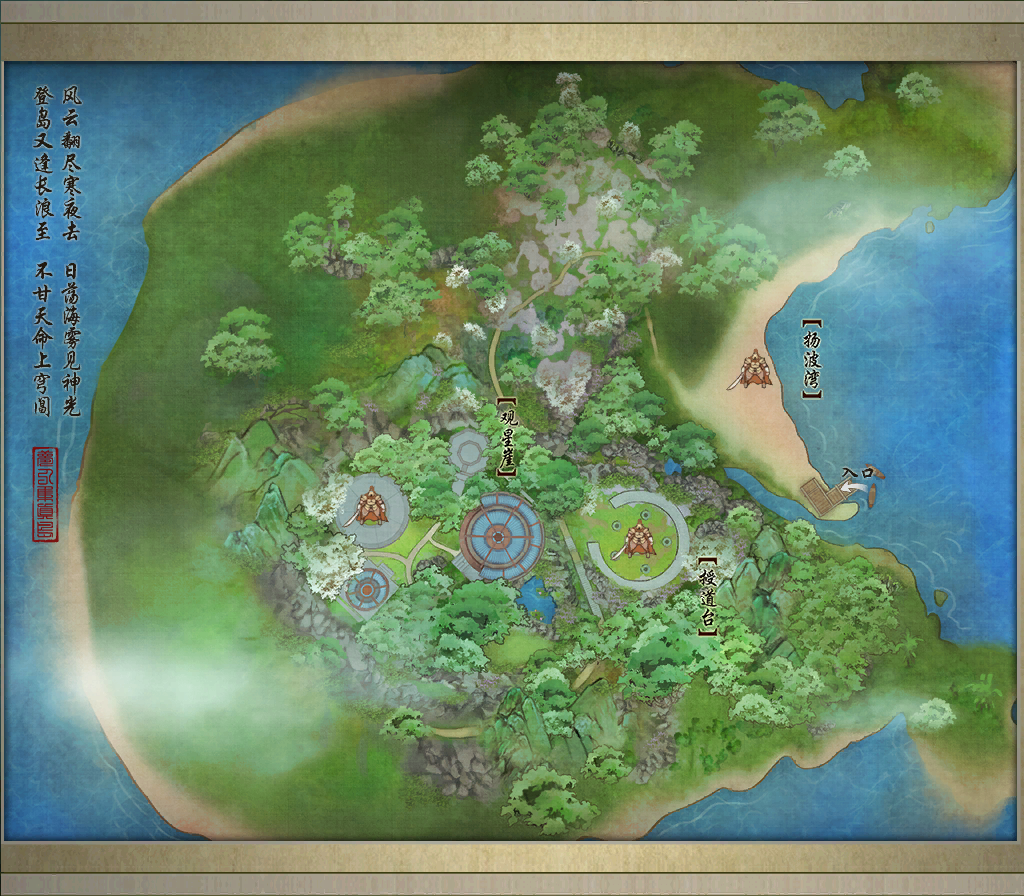 风云翻尽寒夜去 日荡海雾见神光
登岛又逢长浪至 不甘天命上穹阊
【扬波湾】
【观星崖】
入口
【授道台】